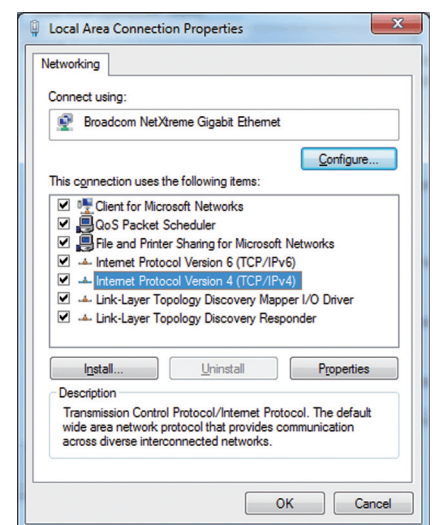 Local Area Connection Properties
Networking
Connect using:
Broadcom NetXtreme Gigabit Ethernet
Configure...
This connection uses the following items:
Client for Microsoft Networks
QoS Packet Scheduler
File and Printer Sharing for Microsoft Networks
Internet Protocol Version 6 (TCP/IPv6)
Internet Protocol Version 4 (TCP/IPv4)
Link-Layer Topology Discovery Mapper I/O Driver
Link-Layer Topology Discovery Responder
Install...
Uninstall
Properties
Description
Transmission Control Protocol/Internet Protocol. The default
wide area network protocol that provides communication
across diverse interconnected networks.
OK
Cancel